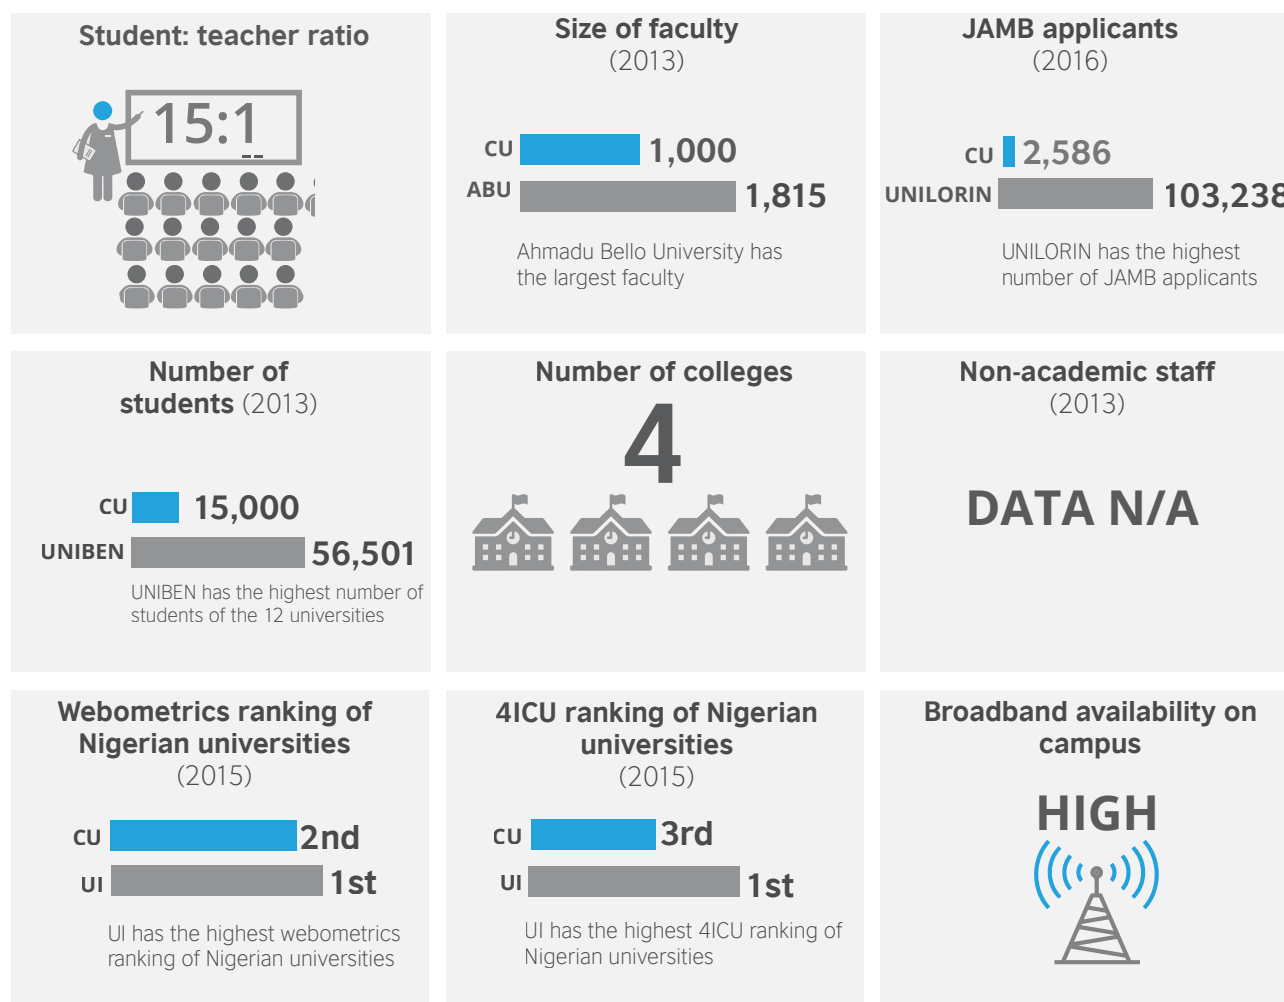 Student: teacher ratio
15:1
Size of faculty
(2013)
CU 1,000
ABU 1,815
Ahmadu Bello University has
the largest faculty
JAMB applicants
(2016)
CU 2,586
UNILORIN 103,238
UNILORIN has the highest
number of JAMB applicants
Number of
students (2013)
CU 15,000
UNIBEN 56,501
UNIBEN has the highest number of
students of the 12 universities
Number of colleges
4
Non-academic staff
(2013)
DATA N/A
Webometrics ranking of
Nigerian universities
(2015)
CU 2nd
UI 1st
UI has the highest webometrics
ranking of Nigerian universities
4ICU ranking of Nigerian
universities
(2015)
CU 3rd
UI 1st
UI has the highest 4ICU ranking of
Nigerian universities
Broadband availability on
campus
HIGH